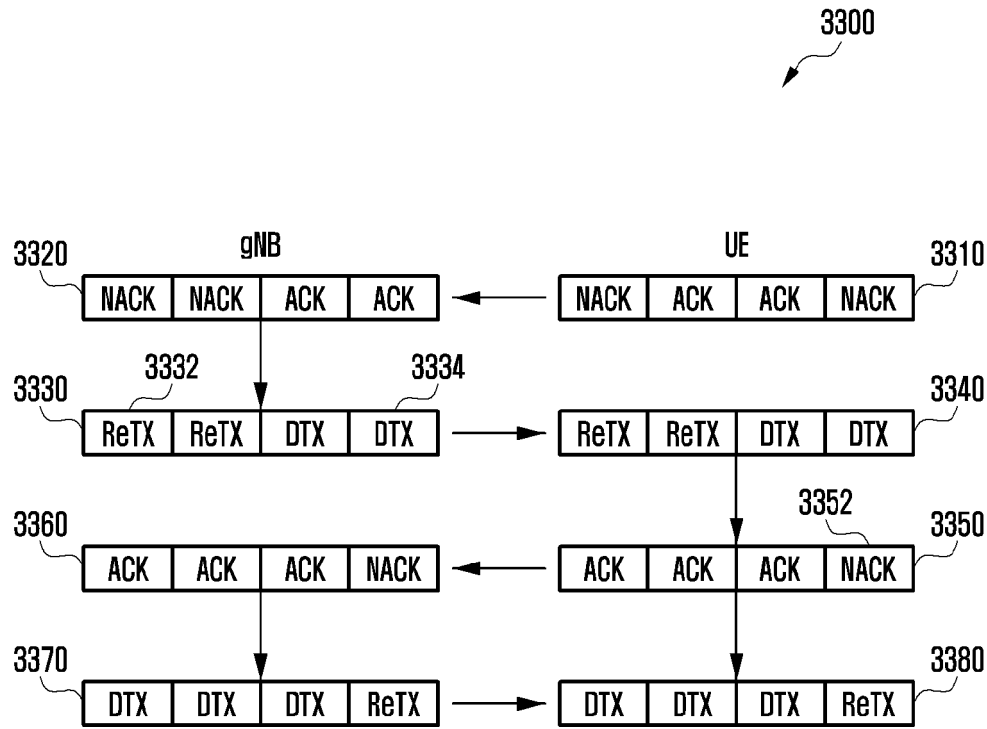 3300
gNB UE
3320 NACK NACK ACK ACK NACK ACK ACK NACK 3310
3332 3334
3330 ReTX ReTX DTX DTX ReTX ReTX DTX DTX 3340
3352
3360 ACK ACK ACK NACK ACK ACK ACK NACK 3350
3370 DTX DTX DTX ReTX DTX DTX DTX ReTX 3380